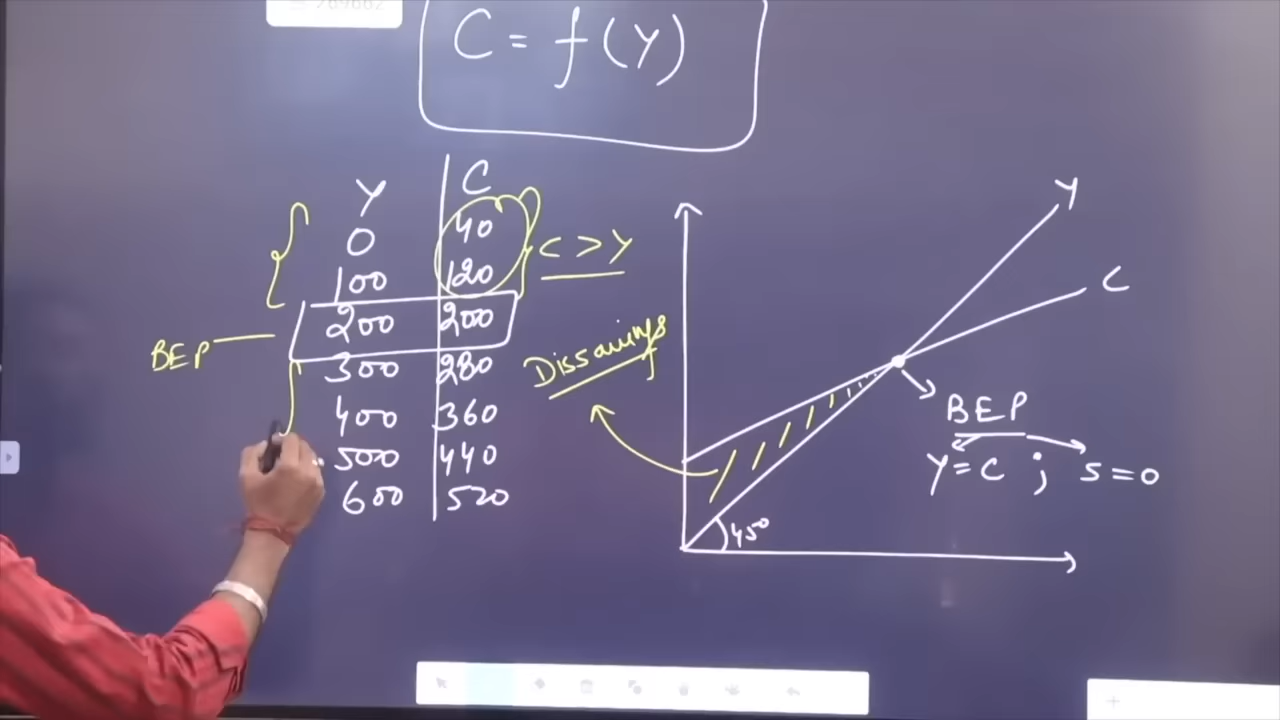 C = f(Y)
Y C
0 40
100 120
200 200
300 280
400 360
500 440
600 520
C > Y
BEP
Dissavings
Y
C
BEP
Y = C ; S = 0
45°